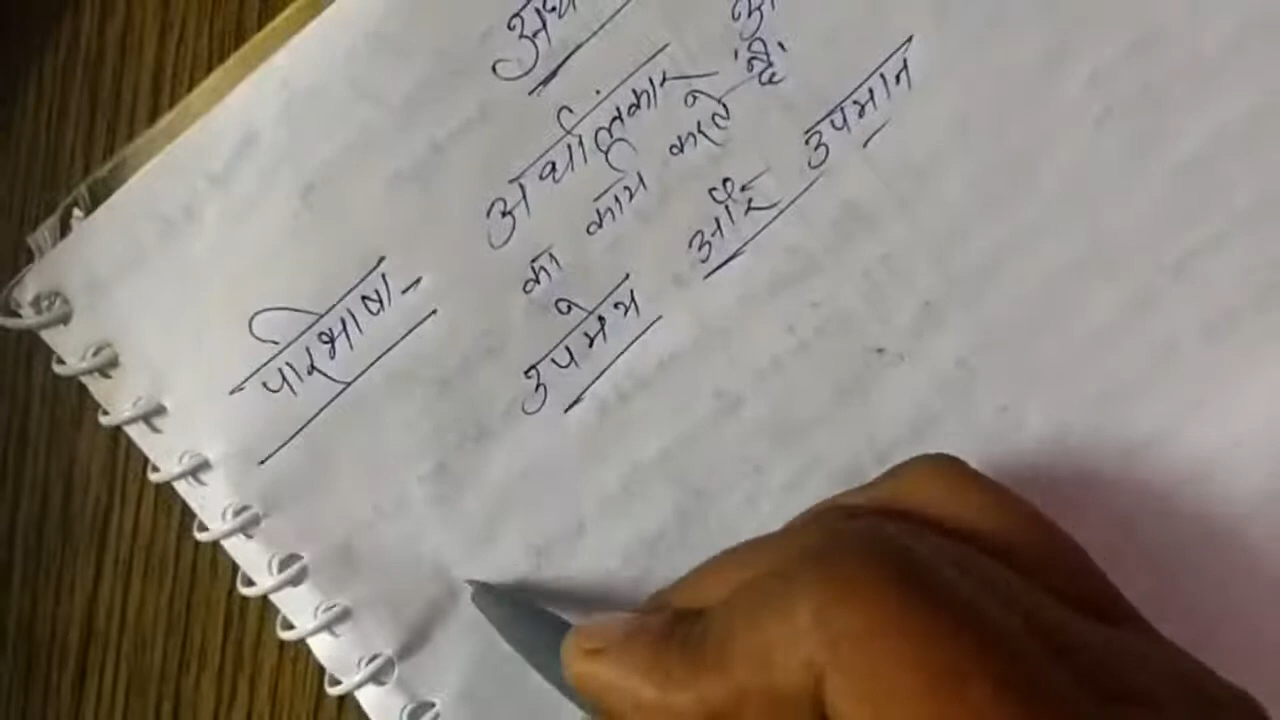 अर्थालंकार
का कार्य करते हैं
परिभाषा उपमेय और उपमान